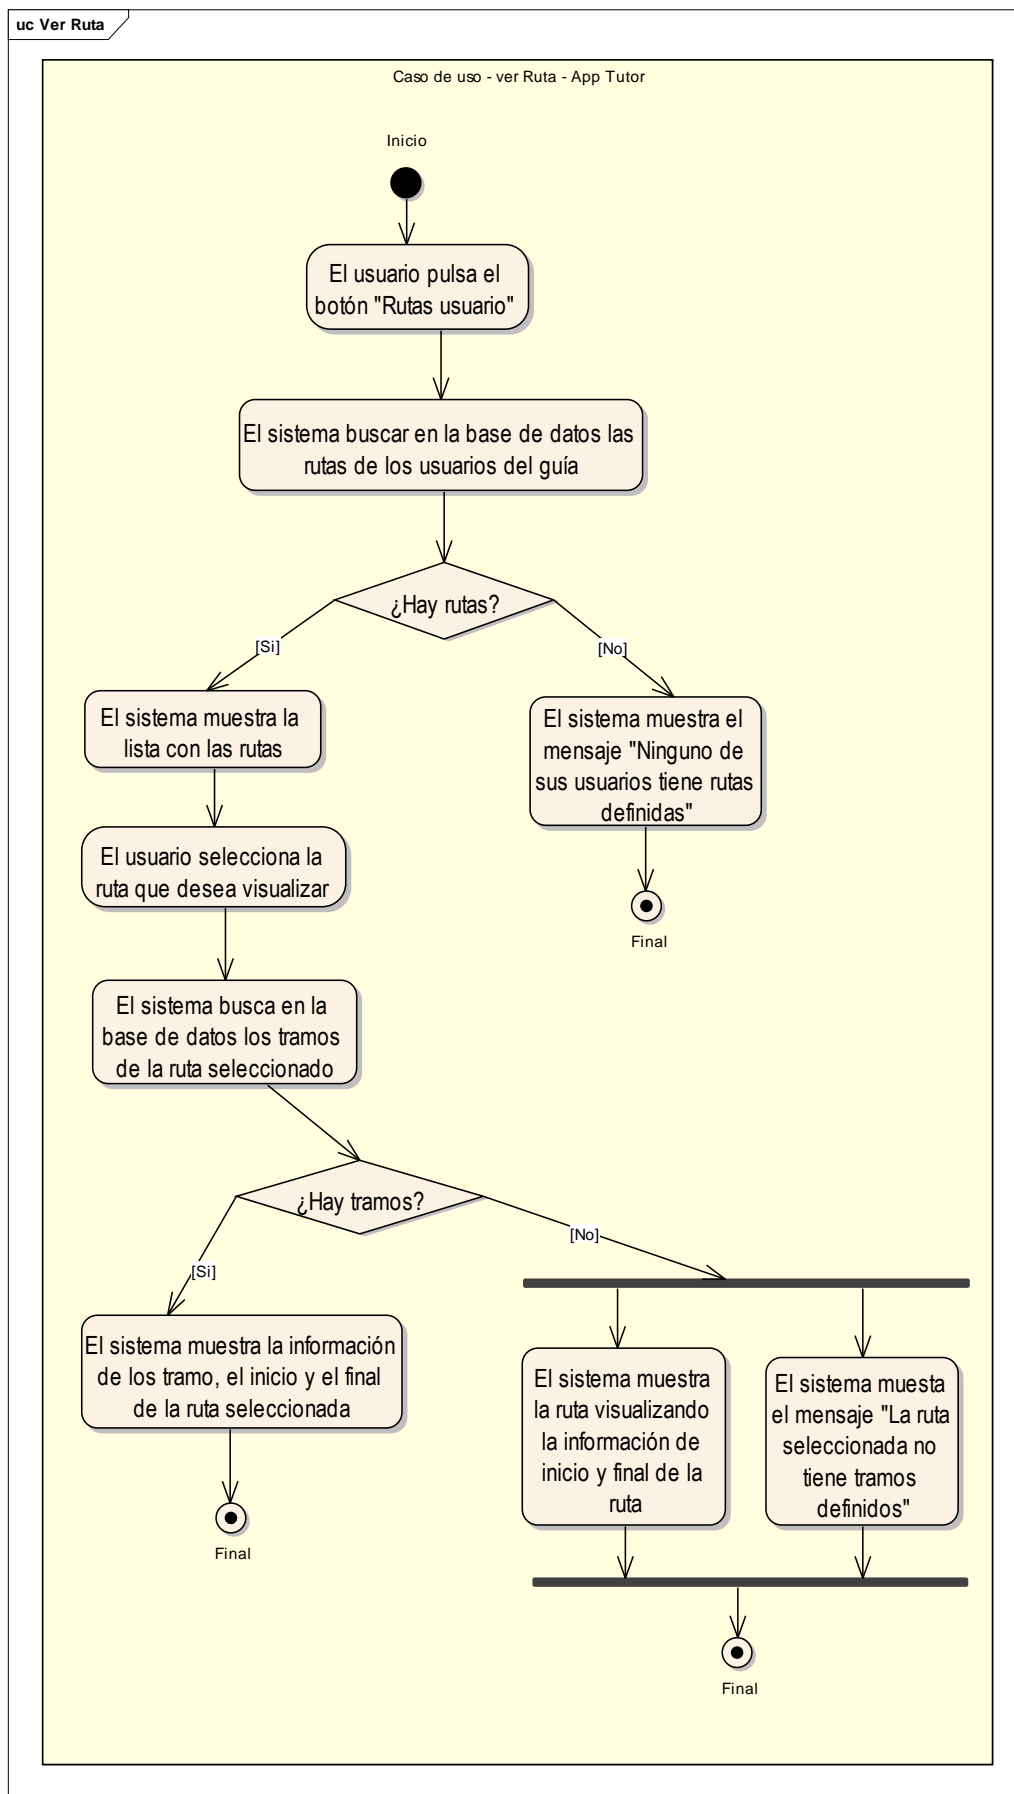 uc Ver Ruta
Caso de uso - ver Ruta - App Tutor
Inicio
El usuario pulsa el
botón "Rutas usuario"
El sistema buscar en la base de datos las
rutas de los usuarios del guía
¿Hay rutas?
[Si]
[No]
El sistema muestra la
lista con las rutas
El sistema muestra el
mensaje "Ninguno de
sus usuarios tiene rutas
definidas"
El usuario selecciona la
ruta que desea visualizar
Final
El sistema busca en la
base de datos los tramos
de la ruta seleccionado
¿Hay tramos?
[No]
[Si]
El sistema muestra la información
de los tramo, el inicio y el final
de la ruta seleccionada
El sistema muestra
la ruta visualizando
la información de
inicio y final de la
ruta
El sistema muesta
el mensaje "La ruta
seleccionada no
tiene tramos
definidos"
Final
Final